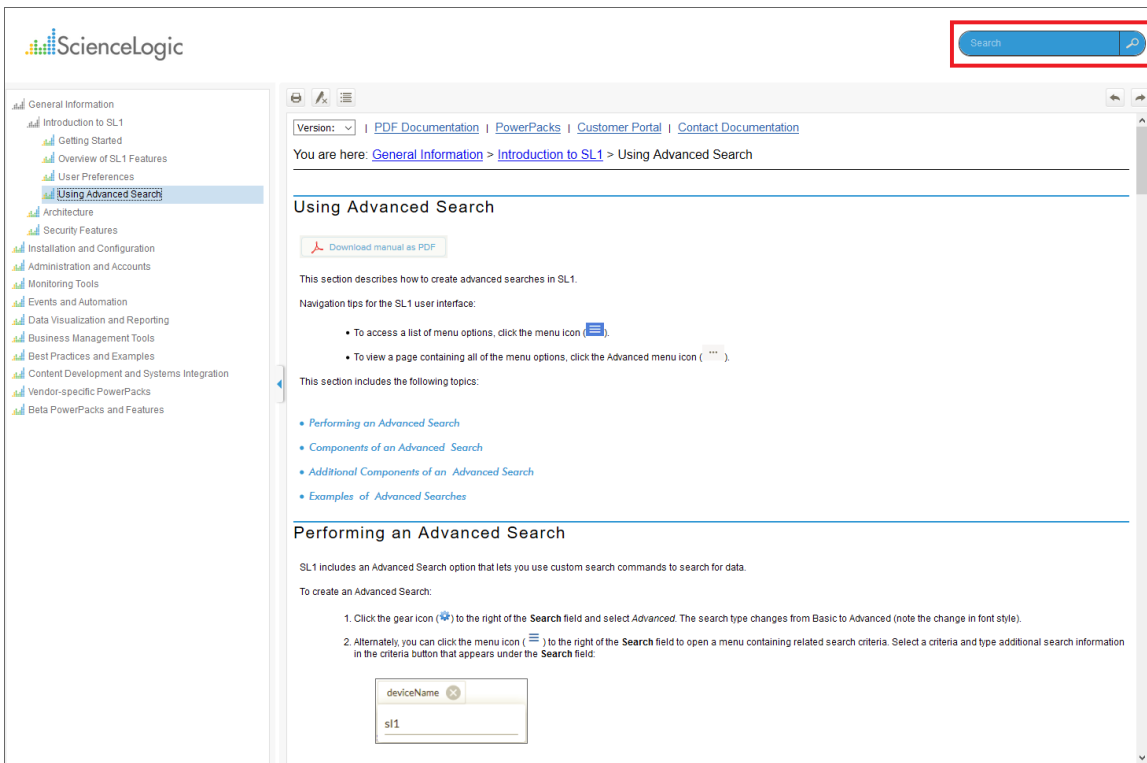 ScienceLogic
Search
General Information
Introduction to SL1
Getting Started
Overview of SL1 Features
User Preferences
Using Advanced Search
Architecture
Security Features
Installation and Configuration
Administration and Accounts
Monitoring Tools
Events and Automation
Data Visualization and Reporting
Business Management Tools
Best Practices and Examples
Content Development and Systems Integration
Vendor-specific PowerPacks
Beta PowerPacks and Features
Version: | PDF Documentation | PowerPacks | Customer Portal | Contact Documentation
You are here: General Information > Introduction to SL1 > Using Advanced Search
Using Advanced Search
Download manual as PDF
This section describes how to create advanced searches in SL1.
Navigation tips for the SL1 user interface:
• To access a list of menu options, click the menu icon ( ).
• To view a page containing all of the menu options, click the Advanced menu icon ( ... ).
This section includes the following topics:
• Performing an Advanced Search
• Components of an Advanced Search
• Additional Components of an Advanced Search
• Examples of Advanced Searches
Performing an Advanced Search
SL1 includes an Advanced Search option that lets you use custom search commands to search for data.
To create an Advanced Search:
1. Click the gear icon ( ) to the right of the Search field and select Advanced. The search type changes from Basic to Advanced (note the change in font style).
2. Alternately, you can click the menu icon ( ) to the right of the Search field to open a menu containing related search criteria. Select a criteria and type additional search information
in the criteria button that appears under the Search field:
deviceName
sl1